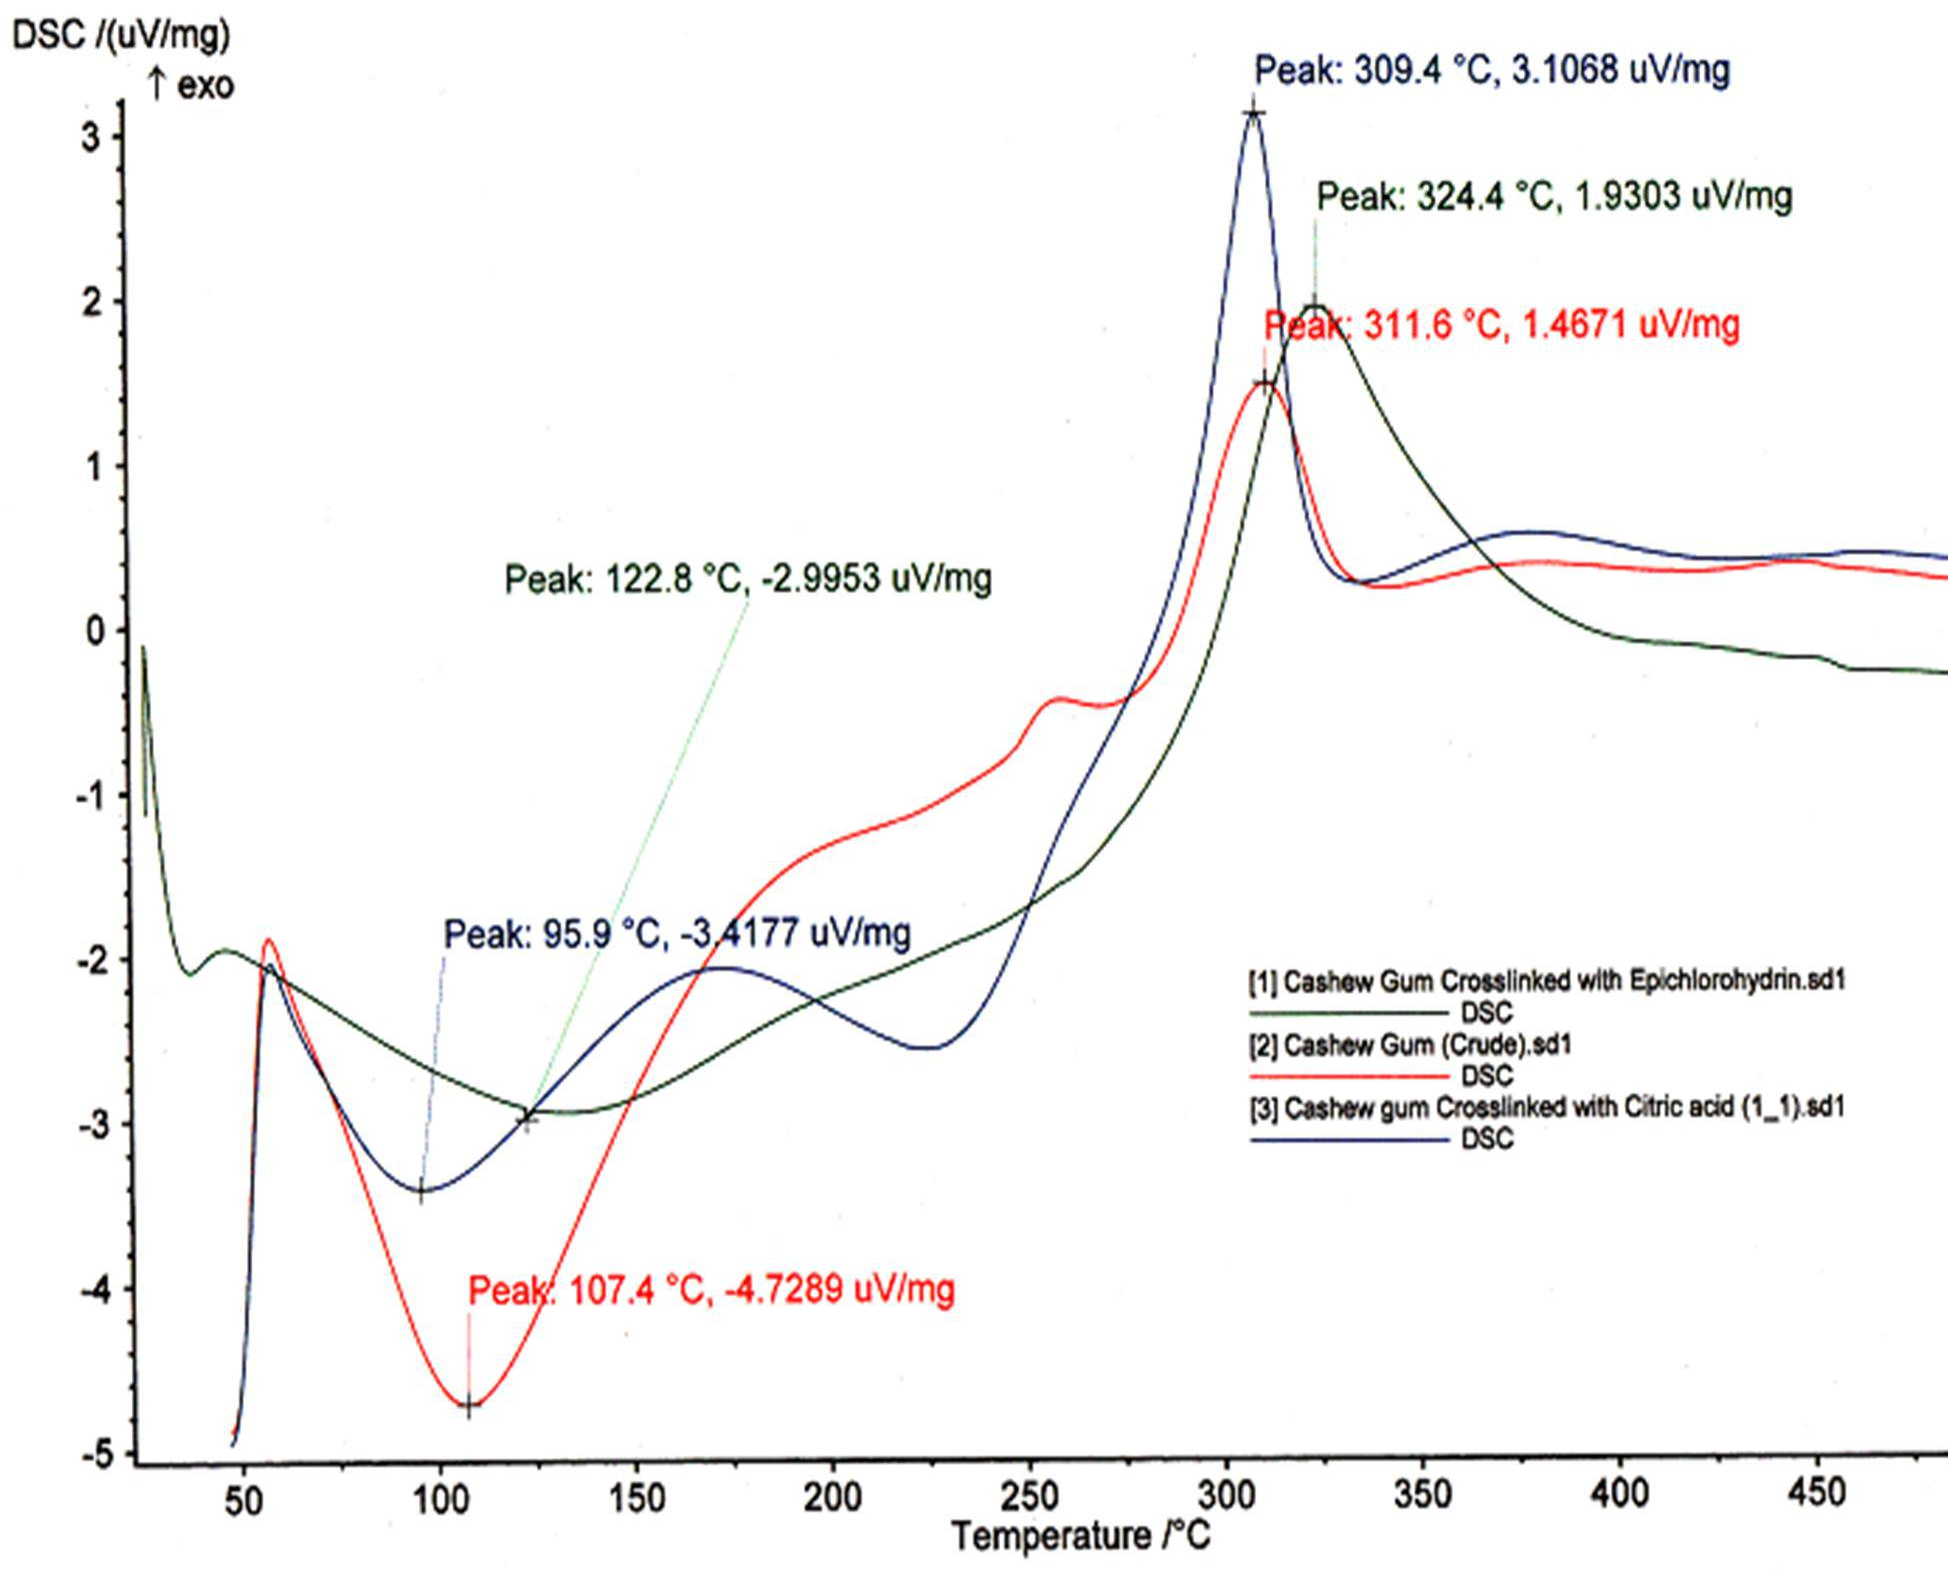 DSC /(uV/mg)
↑ exo
Peak: 309.4 °C, 3.1068 uV/mg
3
Peak: 324.4 °C, 1.9303 uV/mg
2
Peak: 311.6 °C, 1.4671 uV/mg
1
Peak: 122.8 °C, -2.9953 uV/mg
0
-1
Peak: 95.9 °C, -3.4177 uV/mg
-2
[1] Cashew Gum Crosslinked with Epichlorohydrin.sd1
DSC
[2] Cashew Gum (Crude).sd1
DSC
[3] Cashew gum Crosslinked with Citric acid (1_1).sd1
DSC
-3
Peak: 107.4 °C, -4.7289 uV/mg
-4
-5
50 100 150 200 250 300 350 400 450
Temperature /°C